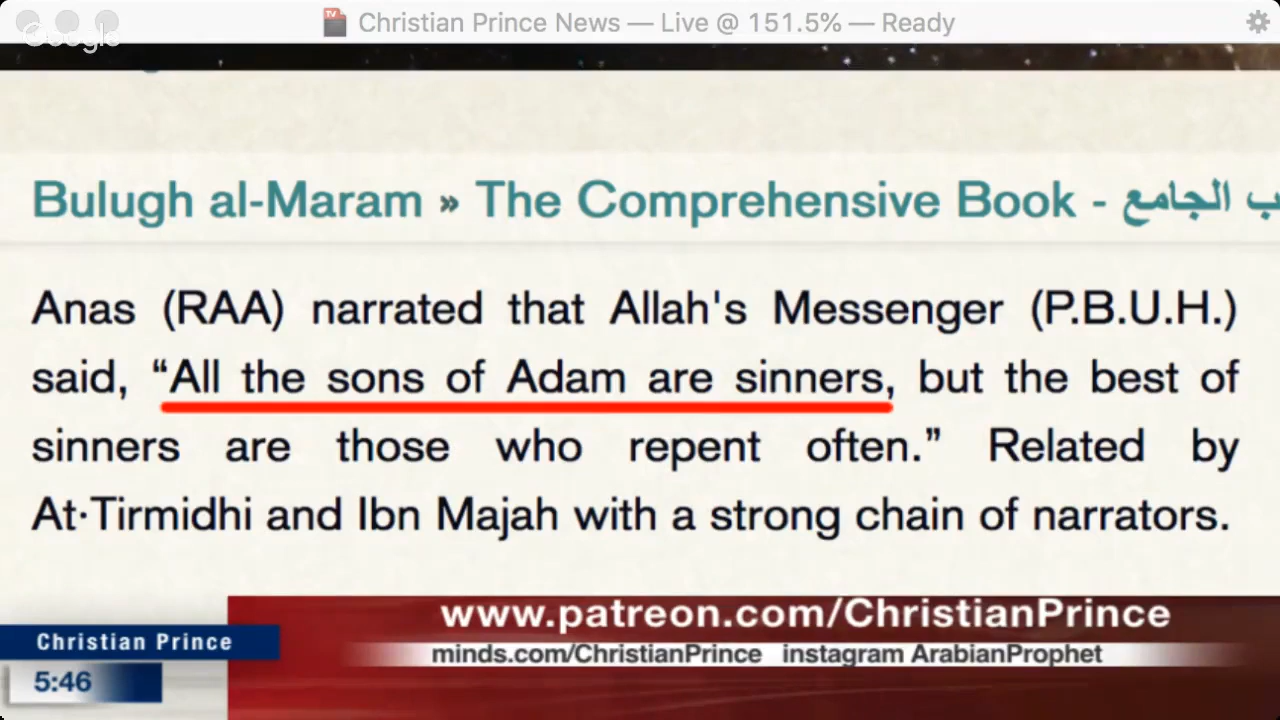 Christian Prince News — Live @ 151.5% — Ready
Google
Bulugh al-Maram » The Comprehensive Book - ب الجامع
Anas (RAA) narrated that Allah's Messenger (P.B.U.H.)
said, “All the sons of Adam are sinners, but the best of
sinners are those who repent often.” Related by
At·Tirmidhi and Ibn Majah with a strong chain of narrators.
www.patreon.com/ChristianPrince
Christian Prince
minds.com/ChristianPrince instagram ArabianProphet
5:46